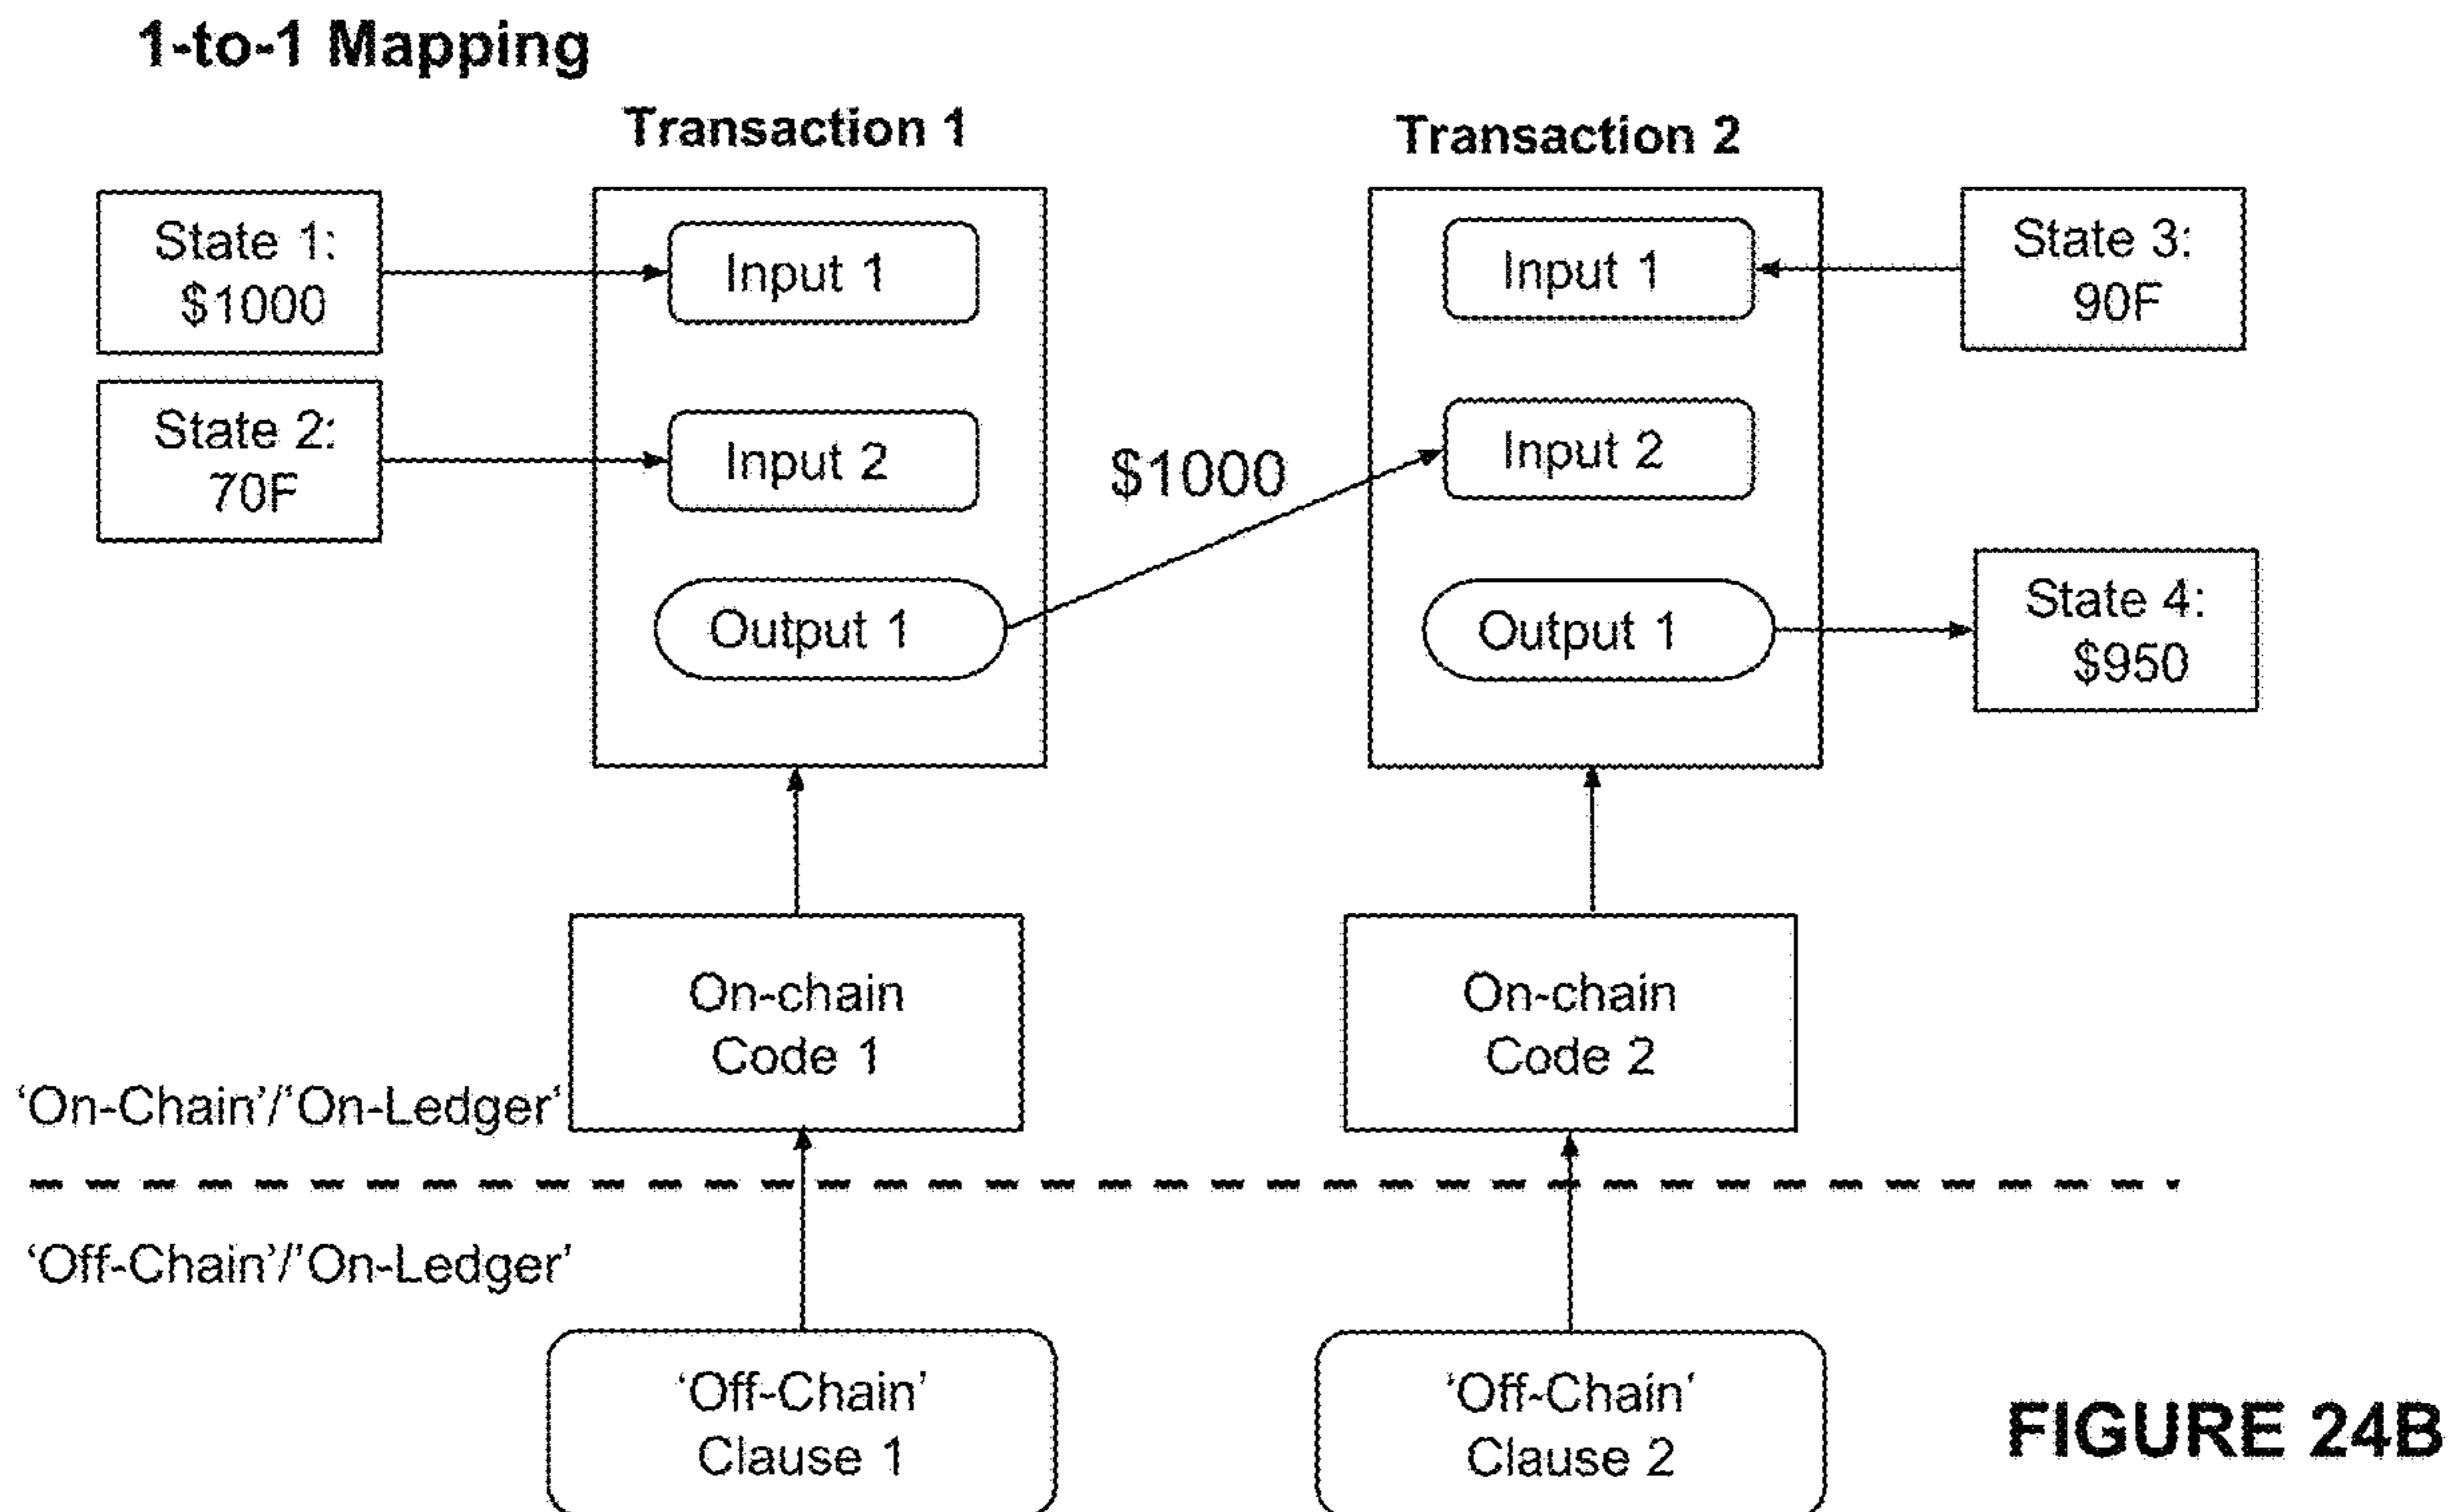 1-to-1 Mapping
Transaction 1
Transaction 2
State 1:
$1000
Input 1
Input 1
State 3:
90F
State 2:
70F
Input 2
$1000
Input 2
Output 1
Output 1
State 4:
$950
On-chain
Code 1
On-chain
Code 2
‘On-Chain’/‘On-Ledger‘
‘Off-Chain’/’On-Ledger’
‘Off-Chain’
Clause 1
‘Off-Chain‘
Clause 2
FIGURE 24B